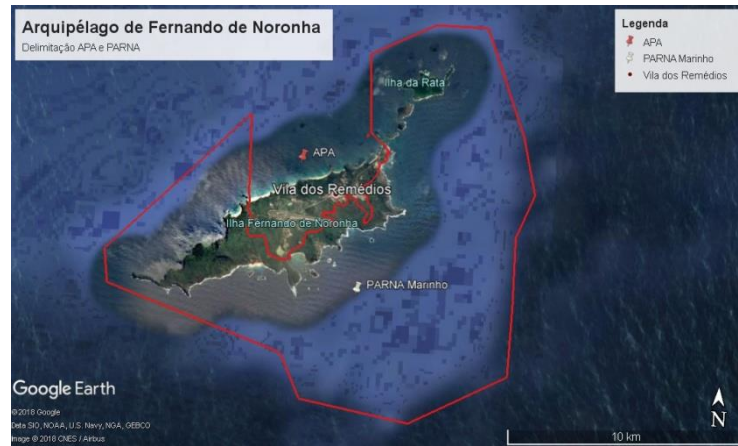 Arquipélago de Fernando de Noronha
Delimitação APA e PARNA
Legenda
APA
PARNA Marinho
Vila dos Remédios
Ilha da Rata
APA
Vila dos Remédios
Ilha Fernando de Noronha
PARNA Marinho
Google Earth
©2018 Google
Data SIO, NOAA, U.S. Navy, NGA, GEBCO
Image © 2018 CNES / Airbus
N
10 km